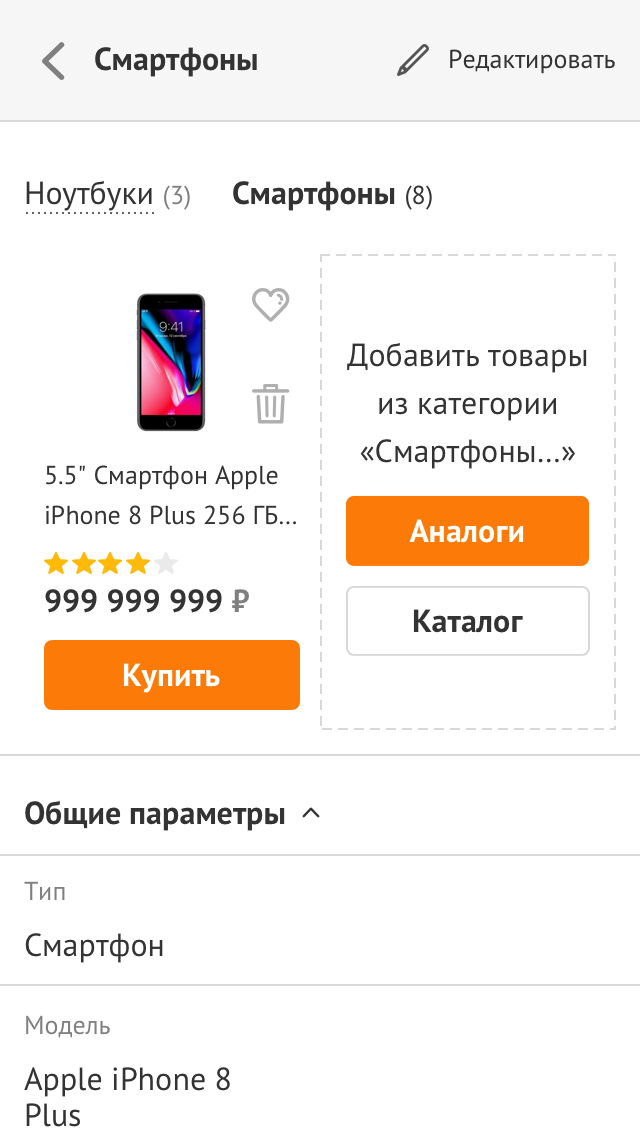 Смартфоны
Редактировать
Ноутбуки (3)
Смартфоны (8)
9:41
5.5" Смартфон Apple
iPhone 8 Plus 256 ГБ...
999 999 999 ₽
Купить
Добавить товары
из категории
«Смартфоны...»
Аналоги
Каталог
Общие параметры
Тип
Смартфон
Модель
Apple iPhone 8
Plus